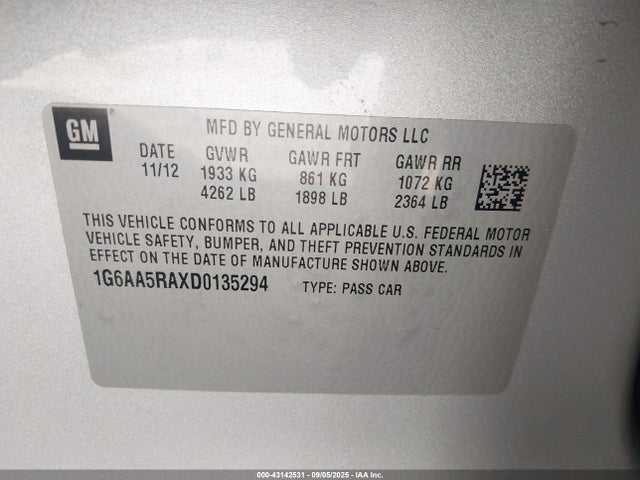 GM
MFD BY GENERAL MOTORS LLC
DATE GVWR GAWR FRT GAWR RR
11/12 1933 KG 861 KG 1072 KG
4262 LB 1898 LB 2364 LB
THIS VEHICLE CONFORMS TO ALL APPLICABLE U.S. FEDERAL MOTOR
VEHICLE SAFETY, BUMPER, AND THEFT PREVENTION STANDARDS IN
EFFECT ON THE DATE OF MANUFACTURE SHOWN ABOVE.
1G6AA5RAXD0135294 TYPE: PASS CAR
000-43142531 - 09/05/2025 - IAA Inc.